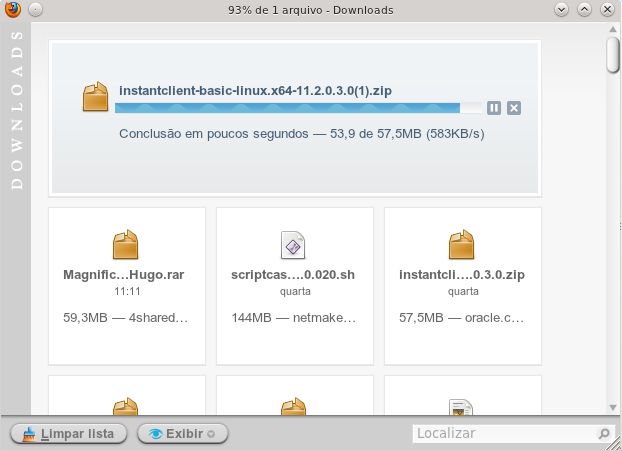 93% de 1 arquivo - Downloads
DOWNLOADS
instantclient-basic-linux.x64-11.2.0.3.0(1).zip
Conclusão em poucos segundos — 53,9 de 57,5MB (583KB/s)
Magnific...Hugo.rar
11:11
59,3MB — 4shared...
scriptcas....0.020.sh
quarta
144MB — netmake...
instantcli....0.3.0.zip
quarta
57,5MB — oracle.c...
Limpar lista
Exibir
Localizar